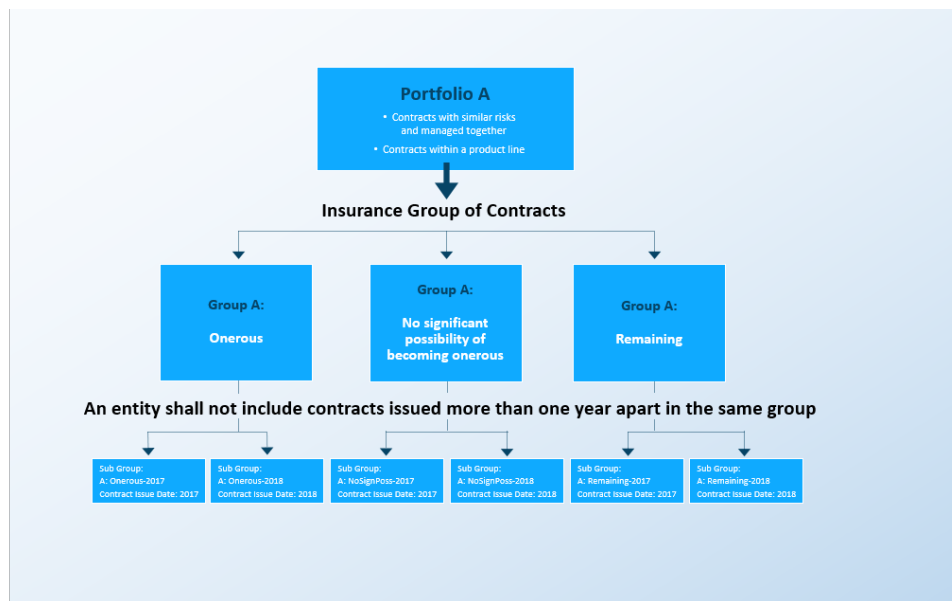 Portfolio A
• Contracts with similar risks
and managed together
• Contracts within a product line
Insurance Group of Contracts
Group A:
Onerous
Group A:
No significant
possibility of
becoming onerous
Group A:
Remaining
An entity shall not include contracts issued more than one year apart in the same group
Sub Group:
A: Onerous-2017
Contract Issue Date: 2017
Sub Group:
A: Onerous-2018
Contract Issue Date: 2018
Sub Group:
A: NoSignPoss-2017
Contract Issue Date: 2017
Sub Group:
A: NoSignPoss-2018
Contract Issue Date: 2018
Sub Group:
A: Remaining-2017
Contract Issue Date: 2017
Sub Group:
A: Remaining-2018
Contract Issue Date: 2018